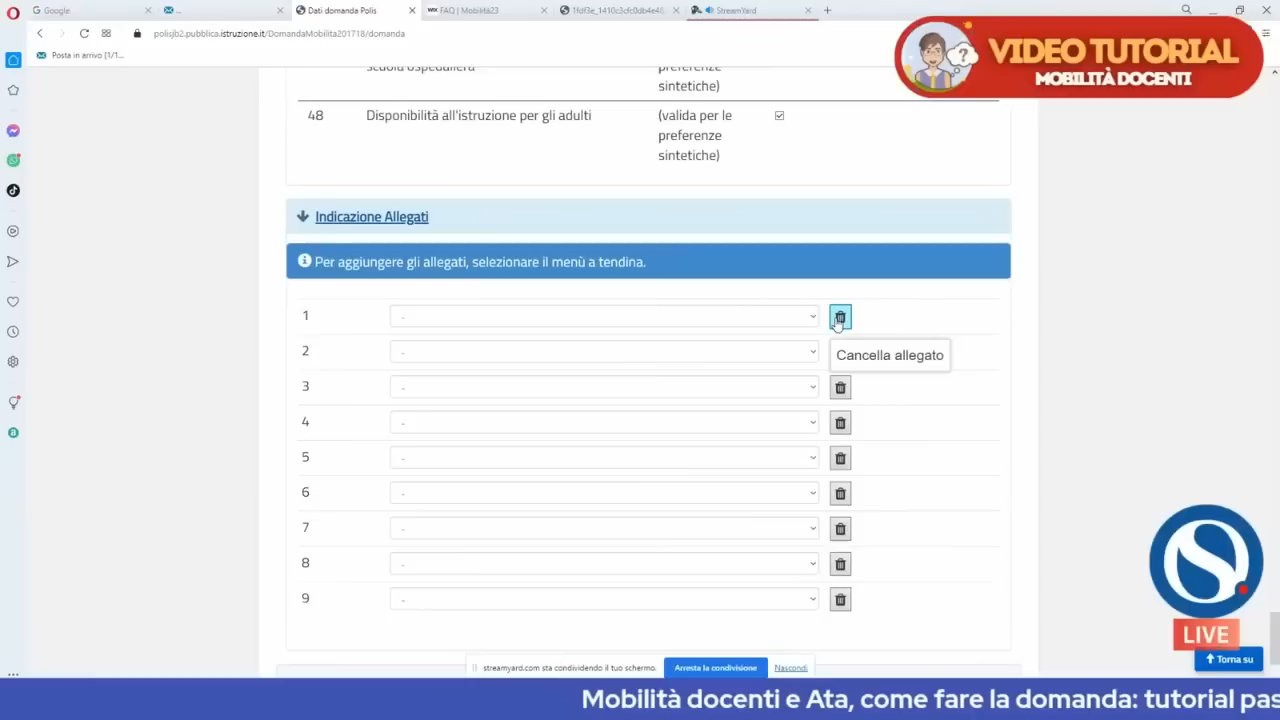 Google
Dati domanda Polis
FAQ | Mobilità23
StreamYard
polisjb2.pubblica.istruzione.it/DomandaMobilita201718/domanda
Posta in arrivo [1/1...
VIDEO TUTORIAL
MOBILITÀ DOCENTI
scuola ospedaliera
preferenze
sintetiche)
48 Disponibilità all'istruzione per gli adulti (valida per le
preferenze
sintetiche)
Indicazione Allegati
Per aggiungere gli allegati, selezionare il menù a tendina.
1 -
Cancella allegato
2 -
3 -
4 -
5 -
6 -
7 -
8 -
9 -
LIVE
Torna su
streamyard.com sta condividendo il tuo schermo. Arresta la condivisione Nascondi
Mobilità docenti e Ata, come fare la domanda: tutorial pas